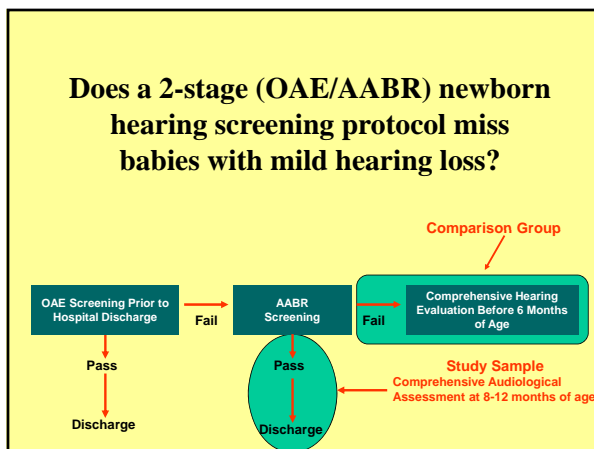 Does a 2-stage (OAE/AABR) newborn
hearing screening protocol miss
babies with mild hearing loss?
Comparison Group
OAE Screening Prior to
Hospital Discharge
Fail
AABR
Screening
Fail
Comprehensive Hearing
Evaluation Before 6 Months
of Age
Pass
Discharge
Pass
Discharge
Study Sample
Comprehensive Audiological
Assessment at 8-12 months of age